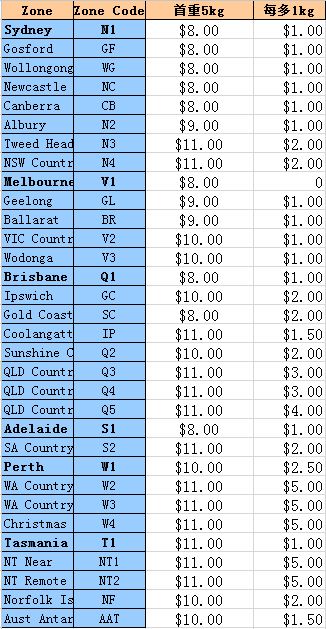 Zone Zone Code 首重5kg 每多1kg
Sydney N1 $8.00 $1.00
Gosford GF $8.00 $1.00
Wollongong WG $8.00 $1.00
Newcastle NC $8.00 $1.00
Canberra CB $8.00 $1.00
Albury N2 $9.00 $1.00
Tweed Head N3 $11.00 $2.00
NSW Countr N4 $11.00 $2.00
Melbourne V1 $8.00 0
Geelong GL $9.00 $1.00
Ballarat BR $9.00 $1.00
VIC Countr V2 $10.00 $1.00
Wodonga V3 $10.00 $1.00
Brisbane Q1 $8.00 $1.00
Ipswich GC $10.00 $2.00
Gold Coast SC $8.00 $2.00
Coolangatt IP $11.00 $1.50
Sunshine C Q2 $10.00 $2.00
QLD Countr Q3 $11.00 $3.00
QLD Countr Q4 $11.00 $3.00
QLD Countr Q5 $11.00 $4.00
Adelaide S1 $8.00 $1.00
SA Country S2 $11.00 $2.00
Perth W1 $10.00 $2.50
WA Country W2 $11.00 $5.00
WA Country W3 $11.00 $5.00
Christmas W4 $11.00 $5.00
Tasmania T1 $11.00 $1.00
NT Near NT1 $11.00 $5.00
NT Remote NT2 $11.00 $5.00
Norfolk Is NF $10.00 $2.00
Aust Antar AAT $10.00 $1.50